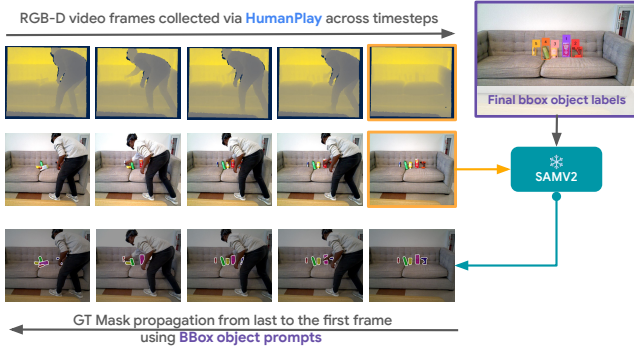 RGB-D video frames collected via HumanPlay across timesteps
Final bbox object labels
SAMV2
GT Mask propagation from last to the first frame
using BBox object prompts